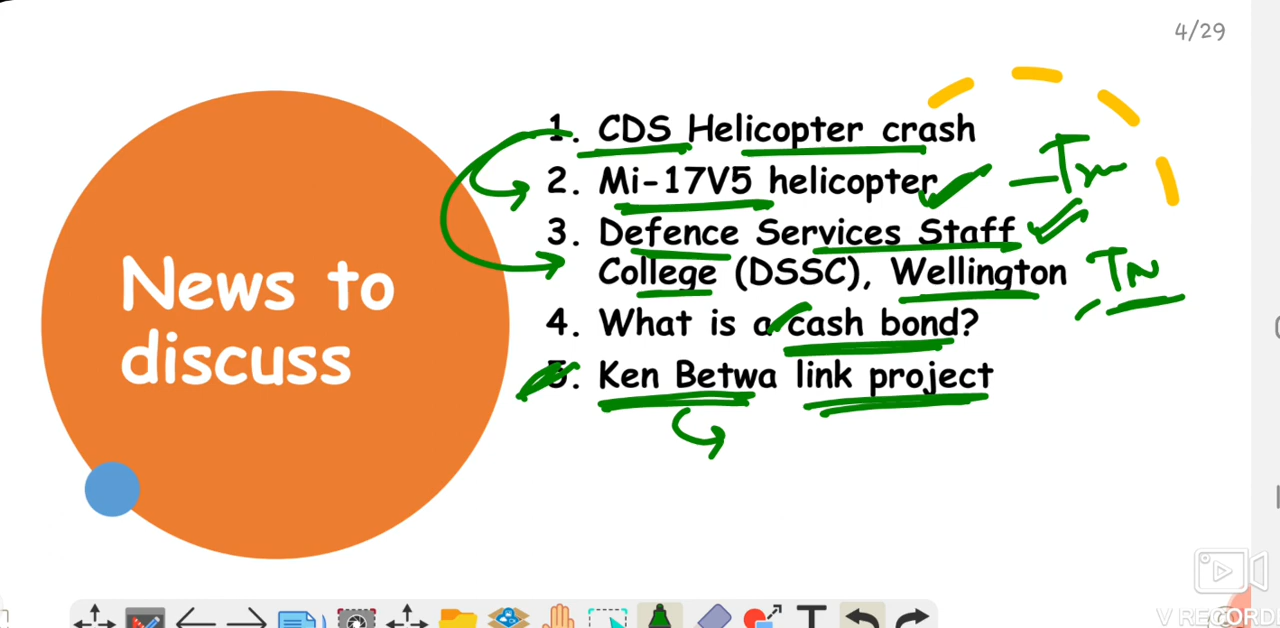 4/29
News to
discuss
1. CDS Helicopter crash
2. Mi-17V5 helicopter
3. Defence Services Staff
College (DSSC), Wellington
TN
4. What is a cash bond?
5. Ken Betwa link project
V RECORD